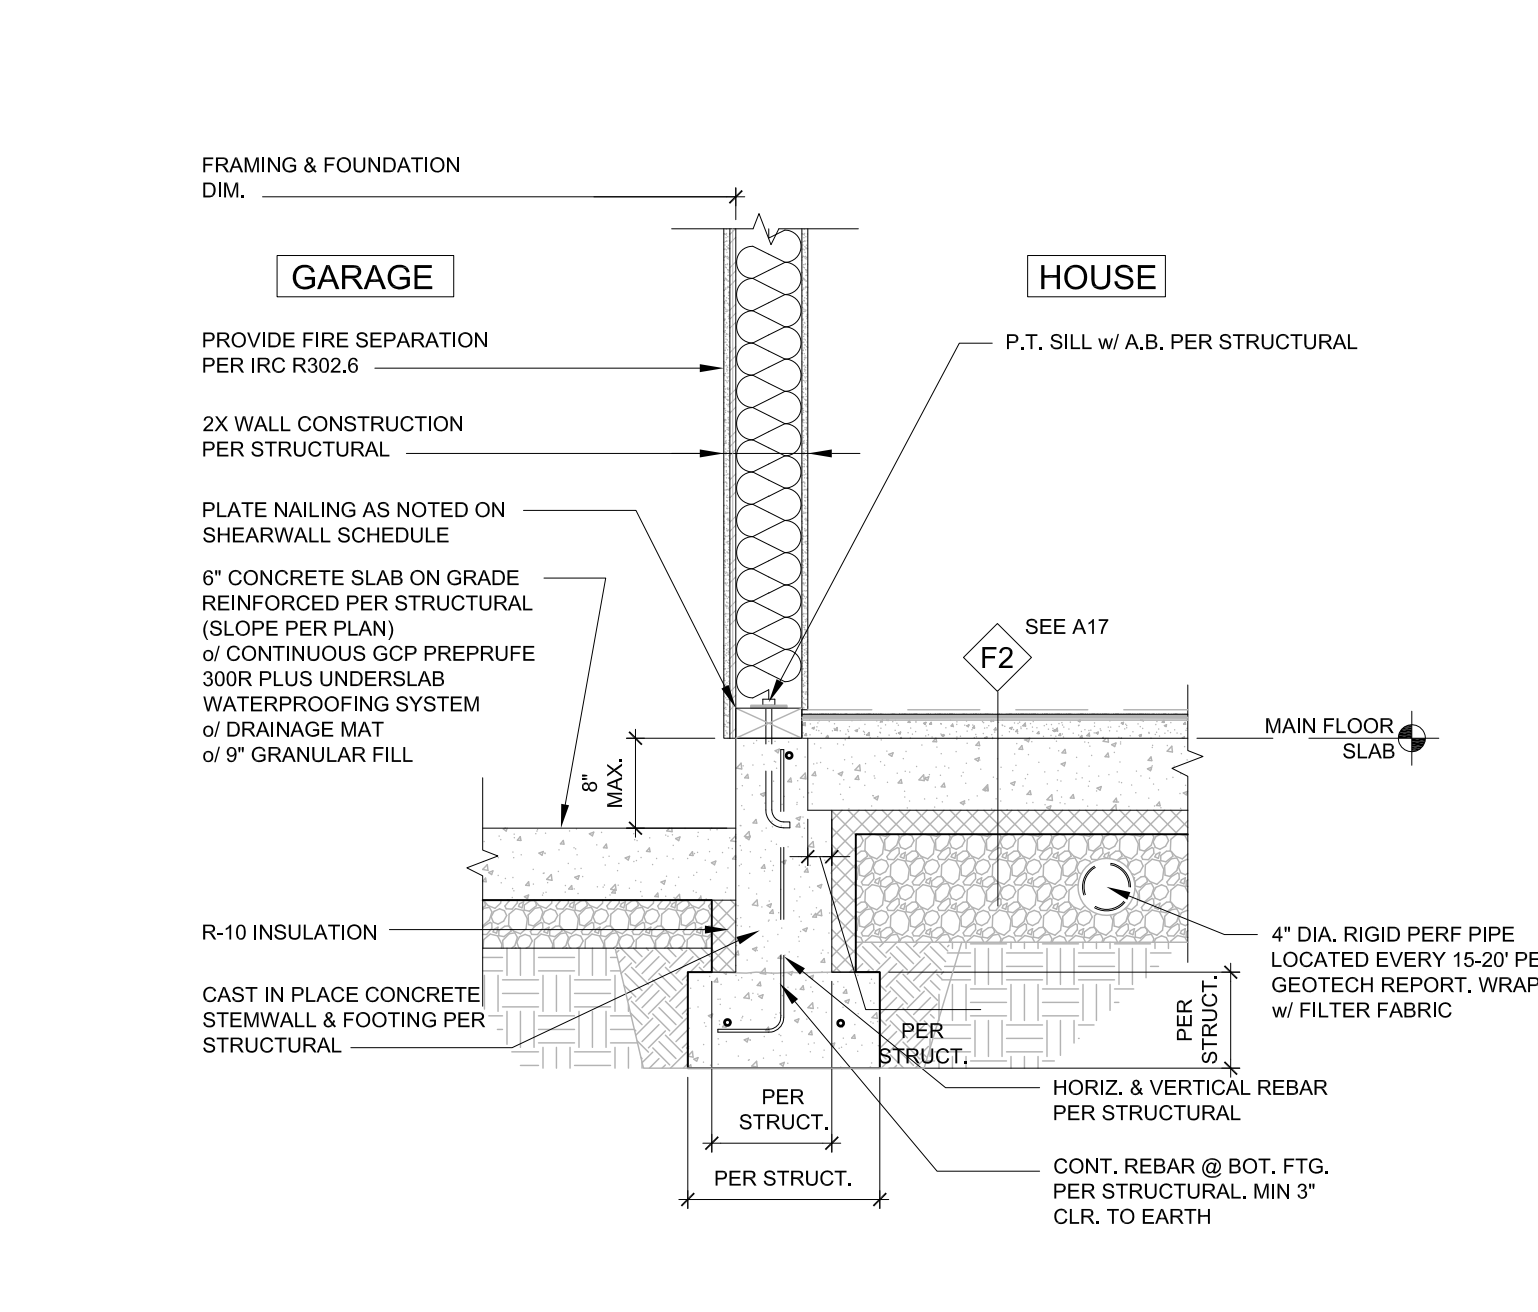 FRAMING & FOUNDATION
DIM.
GARAGE
HOUSE
PROVIDE FIRE SEPARATION
PER IRC R302.6
P.T. SILL w/ A.B. PER STRUCTURAL
2X WALL CONSTRUCTION
PER STRUCTURAL
PLATE NAILING AS NOTED ON
SHEARWALL SCHEDULE
6" CONCRETE SLAB ON GRADE
REINFORCED PER STRUCTURAL
(SLOPE PER PLAN)
o/ CONTINUOUS GCP PREPRUFE
300R PLUS UNDERSLAB
WATERPROOFING SYSTEM
o/ DRAINAGE MAT
o/ 9" GRANULAR FILL
SEE A17
F2
MAIN FLOOR
SLAB
8"
MAX.
R-10 INSULATION
4" DIA. RIGID PERF PIPE
LOCATED EVERY 15-20' PE
GEOTECH REPORT. WRAP
w/ FILTER FABRIC
CAST IN PLACE CONCRETE
STEMWALL & FOOTING PER
STRUCTURAL
PER
STRUCT.
PER
STRUCT.
HORIZ. & VERTICAL REBAR
PER STRUCTURAL
PER
STRUCT.
PER STRUCT.
CONT. REBAR @ BOT. FTG.
PER STRUCTURAL. MIN 3"
CLR. TO EARTH